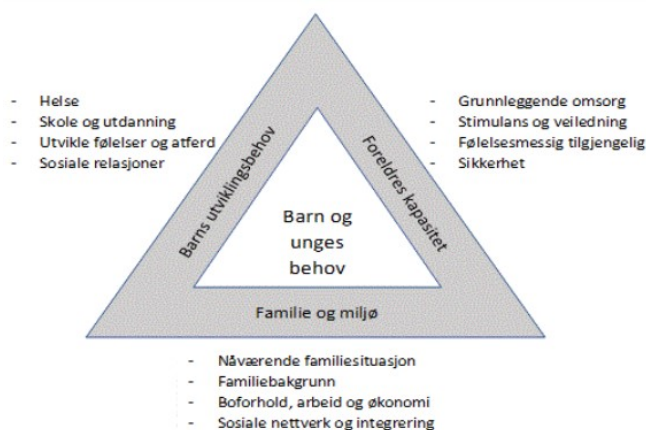 - Helse
- Skole og utdanning
- Utvikle følelser og atferd
- Sosiale relasjoner
Barns utviklingsbehov
Barn og
unges
behov
Foreldres kapasitet
- Grunnleggende omsorg
- Stimulans og veiledning
- Følelsesmessig tilgjengelig
- Sikkerhet
Familie og miljø
- Nåværende familiesituasjon
- Familiebakgrunn
- Boforhold, arbeid og økonomi
- Sosiale nettverk og integrering